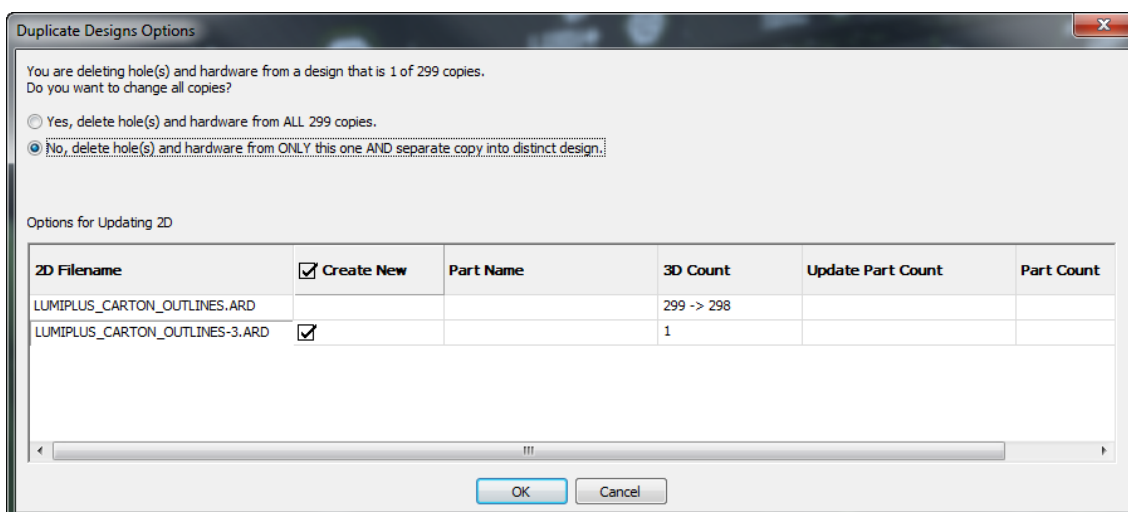 Duplicate Designs Options
You are deleting hole(s) and hardware from a design that is 1 of 299 copies.
Do you want to change all copies?
Yes, delete hole(s) and hardware from ALL 299 copies.
No, delete hole(s) and hardware from ONLY this one AND separate copy into distinct design.
Options for Updating 2D
2D Filename Create New Part Name 3D Count Update Part Count Part Count
LUMIPLUS_CARTON_OUTLINES.ARD 299 -> 298
LUMIPLUS_CARTON_OUTLINES-3.ARD 1
OK Cancel